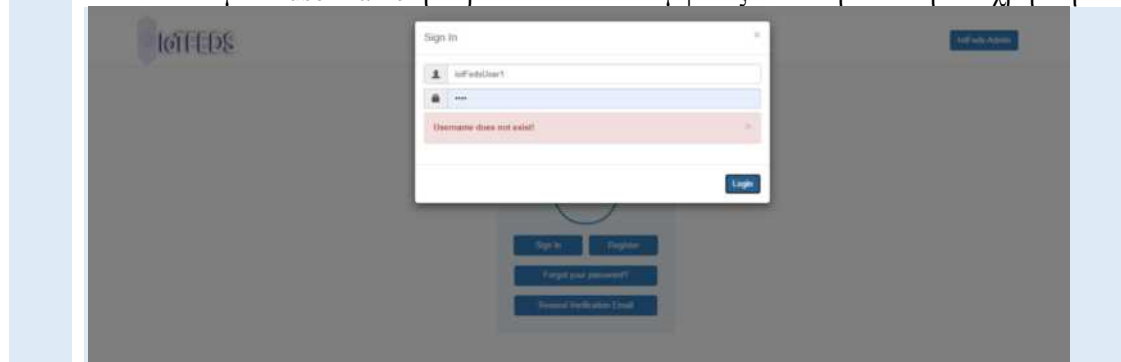 IoTFEDS
Sign In
×
IoTFeds Admin
iotFedsUser1
••••
Username does not exist!
×
Login
Sign In
Register
Forgot your password?
Resend Verification Email